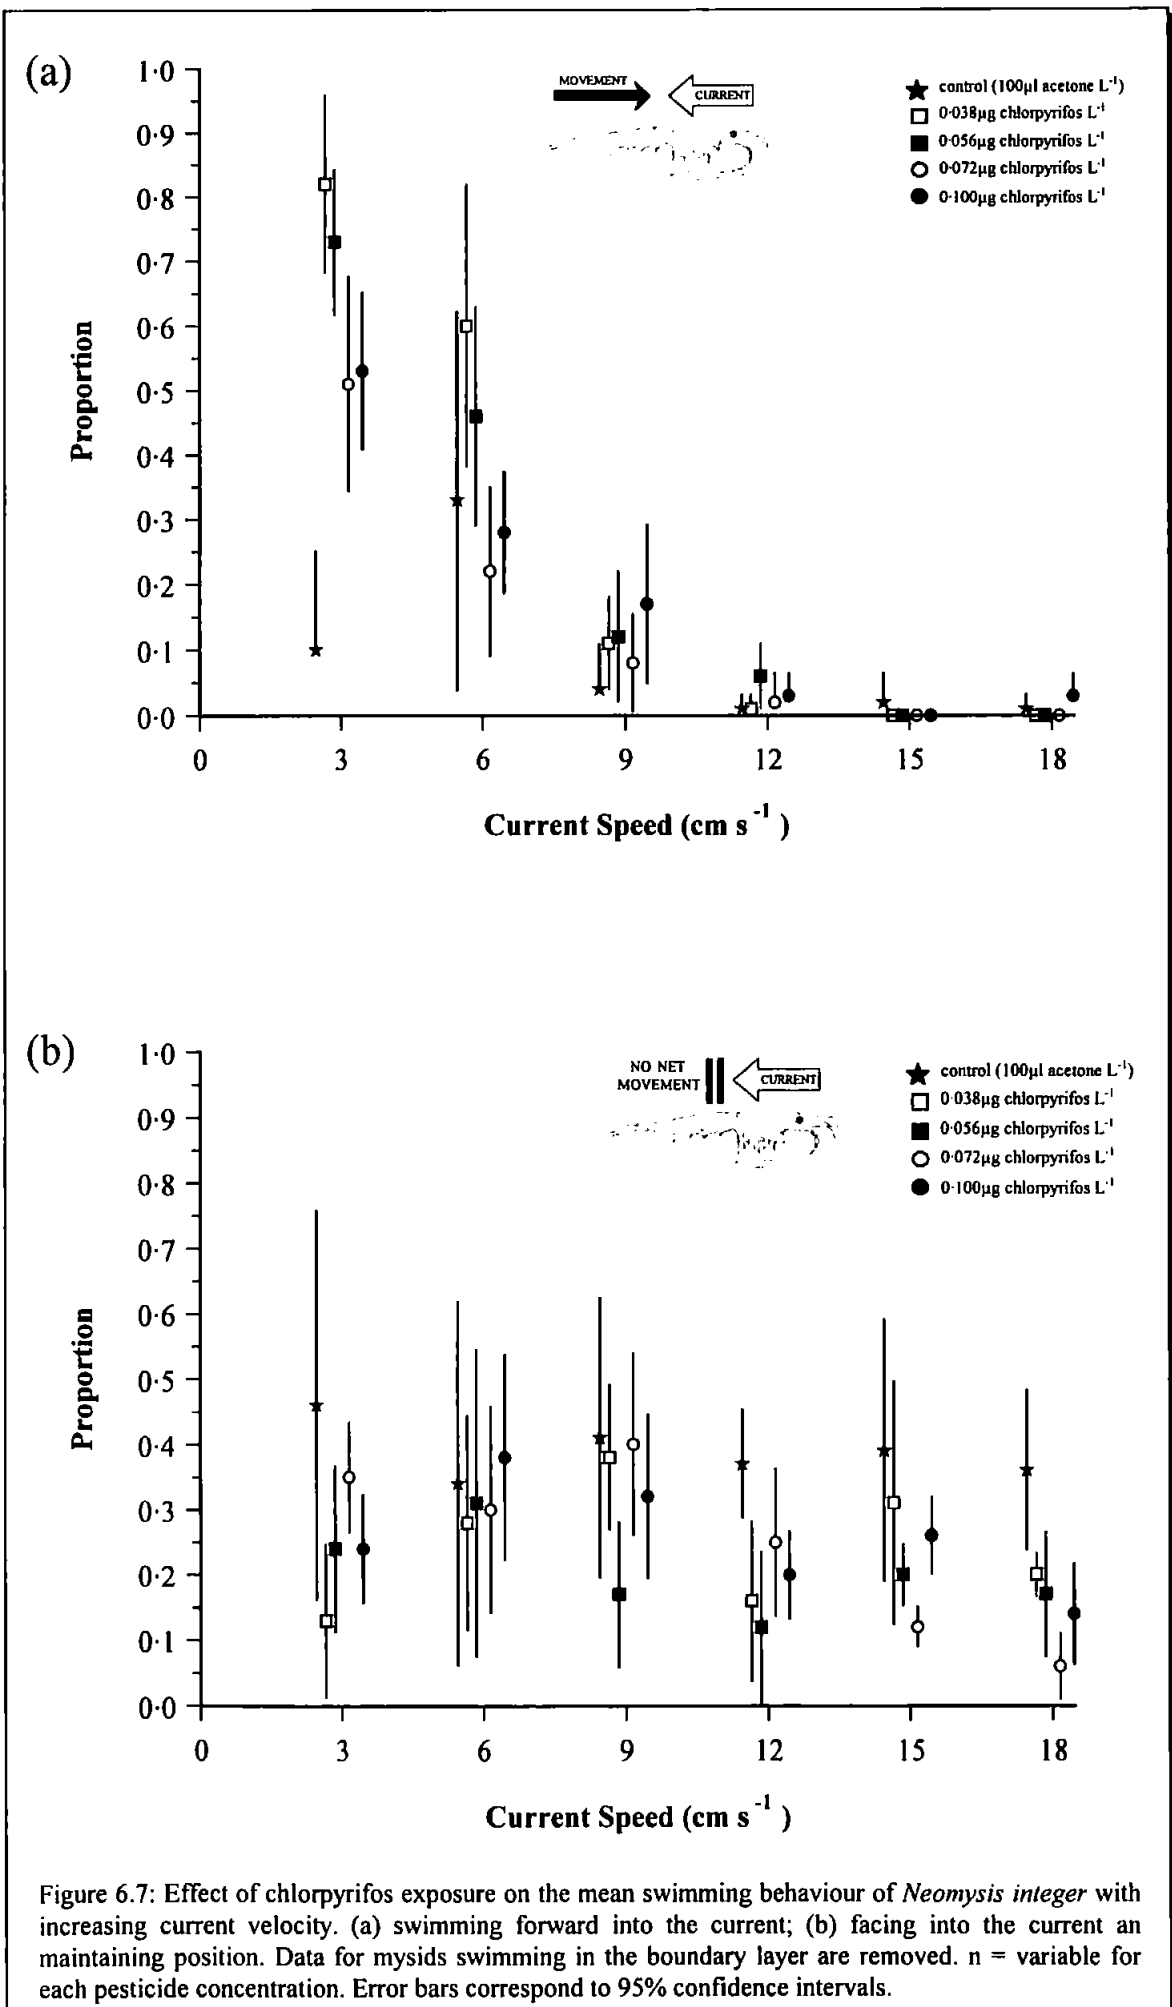 (a)
1·0
0·9
0·8
0·7
0·6
0·5
0·4
0·3
0·2
0·1
0·0
Proportion
MOVEMENT
CURRENT
control (100µl acetone L⁻¹)
0·038µg chlorpyrifos L⁻¹
0·056µg chlorpyrifos L⁻¹
0·072µg chlorpyrifos L⁻¹
0·100µg chlorpyrifos L⁻¹
0 3 6 9 12 15 18
Current Speed (cm s⁻¹ )
(b)
1·0
0·9
0·8
0·7
0·6
0·5
0·4
0·3
0·2
0·1
0·0
Proportion
NO NET
MOVEMENT
CURRENT
control (100µl acetone L⁻¹)
0·038µg chlorpyrifos L⁻¹
0·056µg chlorpyrifos L⁻¹
0·072µg chlorpyrifos L⁻¹
0·100µg chlorpyrifos L⁻¹
0 3 6 9 12 15 18
Current Speed (cm s⁻¹ )
Figure 6.7: Effect of chlorpyrifos exposure on the mean swimming behaviour of Neomysis integer with
increasing current velocity. (a) swimming forward into the current; (b) facing into the current an
maintaining position. Data for mysids swimming in the boundary layer are removed. n = variable for
each pesticide concentration. Error bars correspond to 95% confidence intervals.